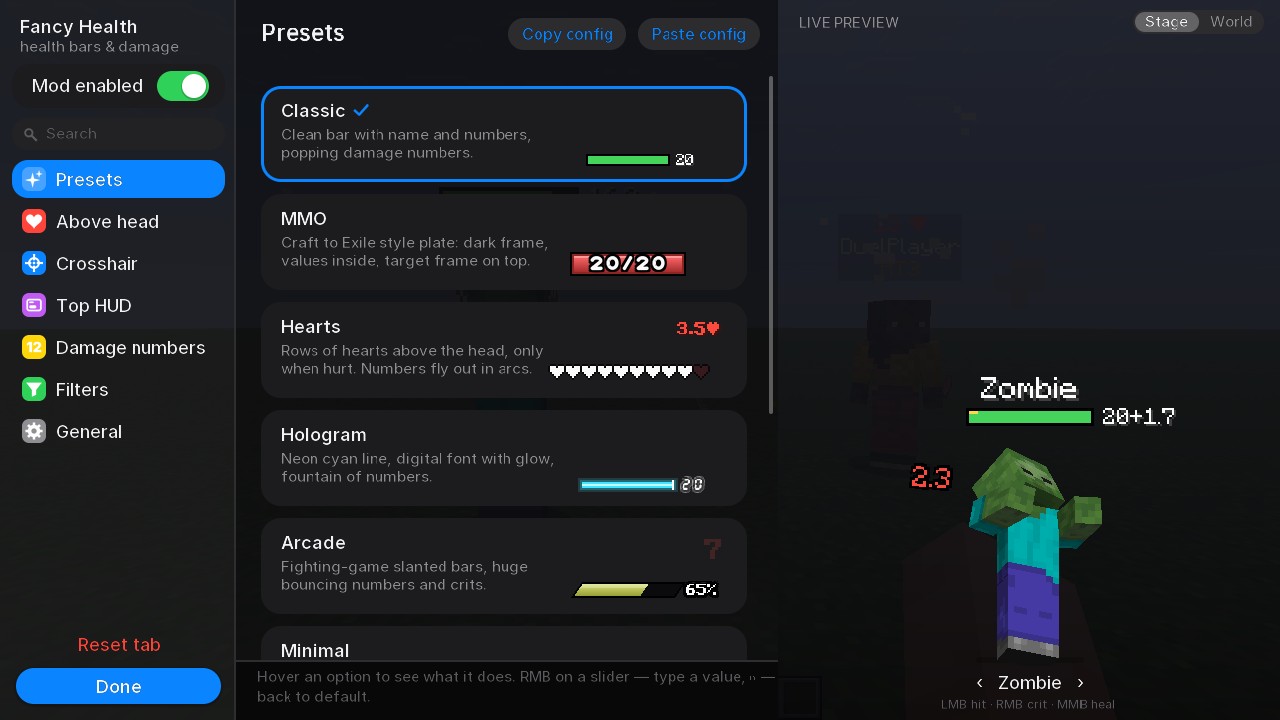 Fancy Health
health bars & damage
Mod enabled
Search
Presets
Above head
Crosshair
Top HUD
12
Damage numbers
Filters
General
Reset tab
Done
Presets
Copy config
Paste config
Classic
Clean bar with name and numbers,
popping damage numbers.
20
MMO
Craft to Exile style plate: dark frame,
values inside, target frame on top.
20/20
Hearts
3.5
Rows of hearts above the head, only
when hurt. Numbers fly out in arcs.
Hologram
Neon cyan line, digital font with glow,
fountain of numbers.
20
Arcade
7
Fighting-game slanted bars, huge
bouncing numbers and crits.
65%
Minimal
Hover an option to see what it does. RMB on a slider — type a value, —
back to default.
LIVE PREVIEW
Stage
World
DuelPlayer
Zombie
20+1.7
2.3
‹ Zombie ›
LMB hit · RMB crit · MMB heal